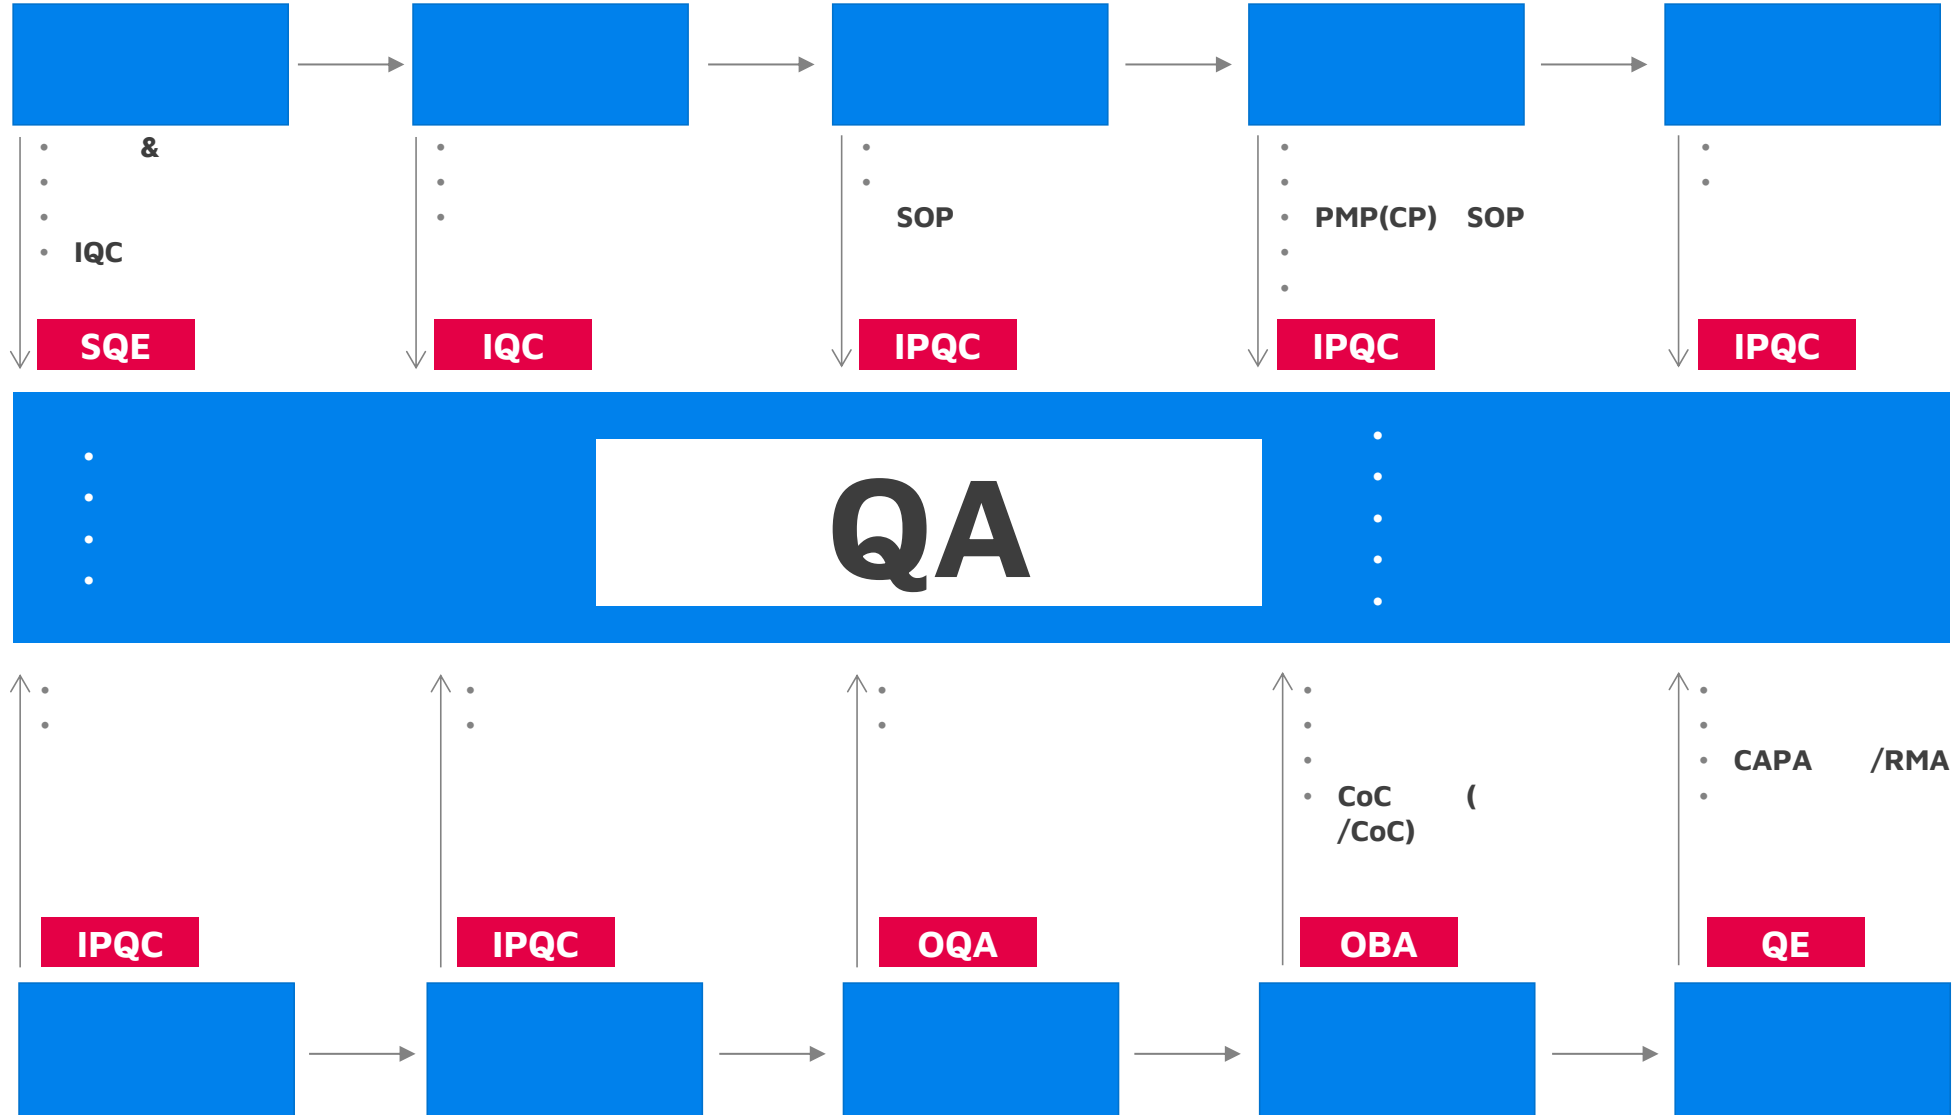 &
SOP
PMP(CP) SOP
IQC
SQE
IQC
IPQC
IPQC
IPQC
QA
CAPA /RMA
CoC (
/CoC)
IPQC
IPQC
OQA
OBA
QE